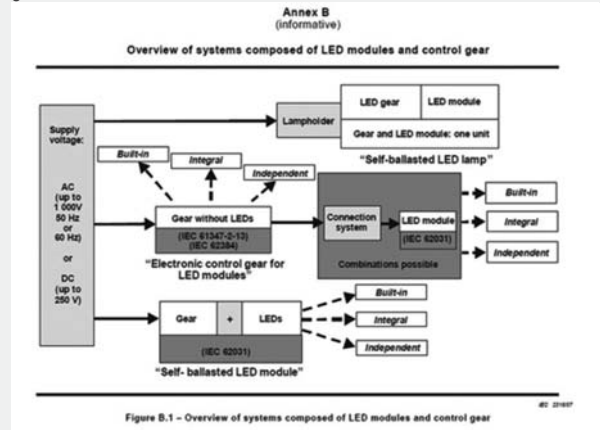 Annex B
(informative)
Overview of systems composed of LED modules and control gear
Supply
voltage:
AC
(up to
1 000V
50 Hz
or
60 Hz)
or
DC
(up to
250 V)
Lampholder
LED gear
LED module
Gear and LED module: one unit
"Self-ballasted LED lamp"
Built-in
Integral
Independent
Gear without LEDs
(IEC 61347-2-13)
(IEC 62384)
"Electronic control gear for
LED modules"
Connection
system
LED module
(IEC 62031)
Combinations possible
Built-in
Integral
Independent
Gear
+
LEDs
(IEC 62031)
"Self- ballasted LED module"
Built-in
Integral
Independent
IEC
Figure B.1 – Overview of systems composed of LED modules and control gear